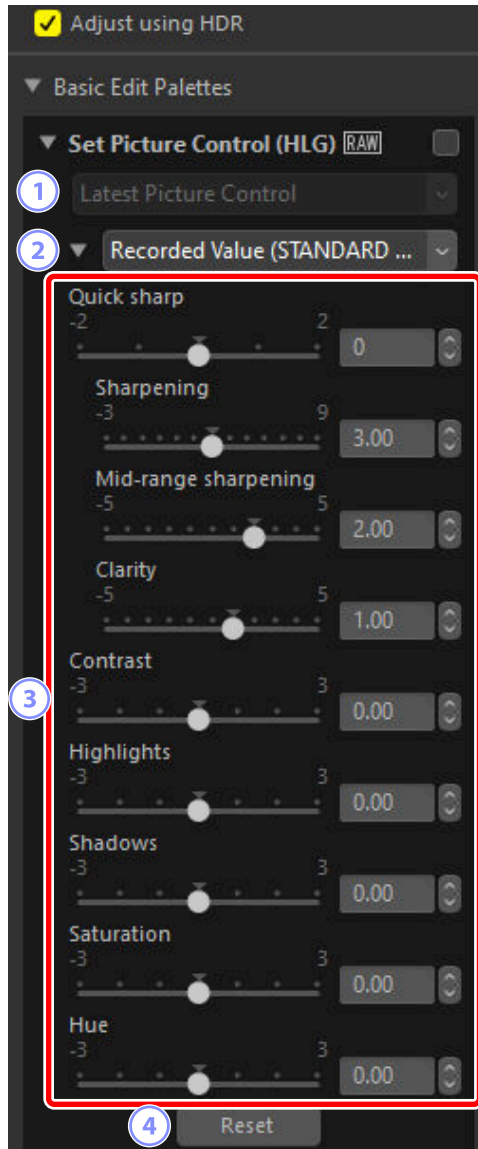 Adjust using HDR
Basic Edit Palettes
Set Picture Control (HLG) RAW
1 Latest Picture Control
2 Recorded Value (STANDARD ...
Quick sharp
-2 2
0
Sharpening
-3 9
3.00
Mid-range sharpening
-5 5
2.00
Clarity
-5 5
1.00
Contrast
3
-3 3
0.00
Highlights
-3 3
0.00
Shadows
-3 3
0.00
Saturation
-3 3
0.00
Hue
-3 3
0.00
4 Reset